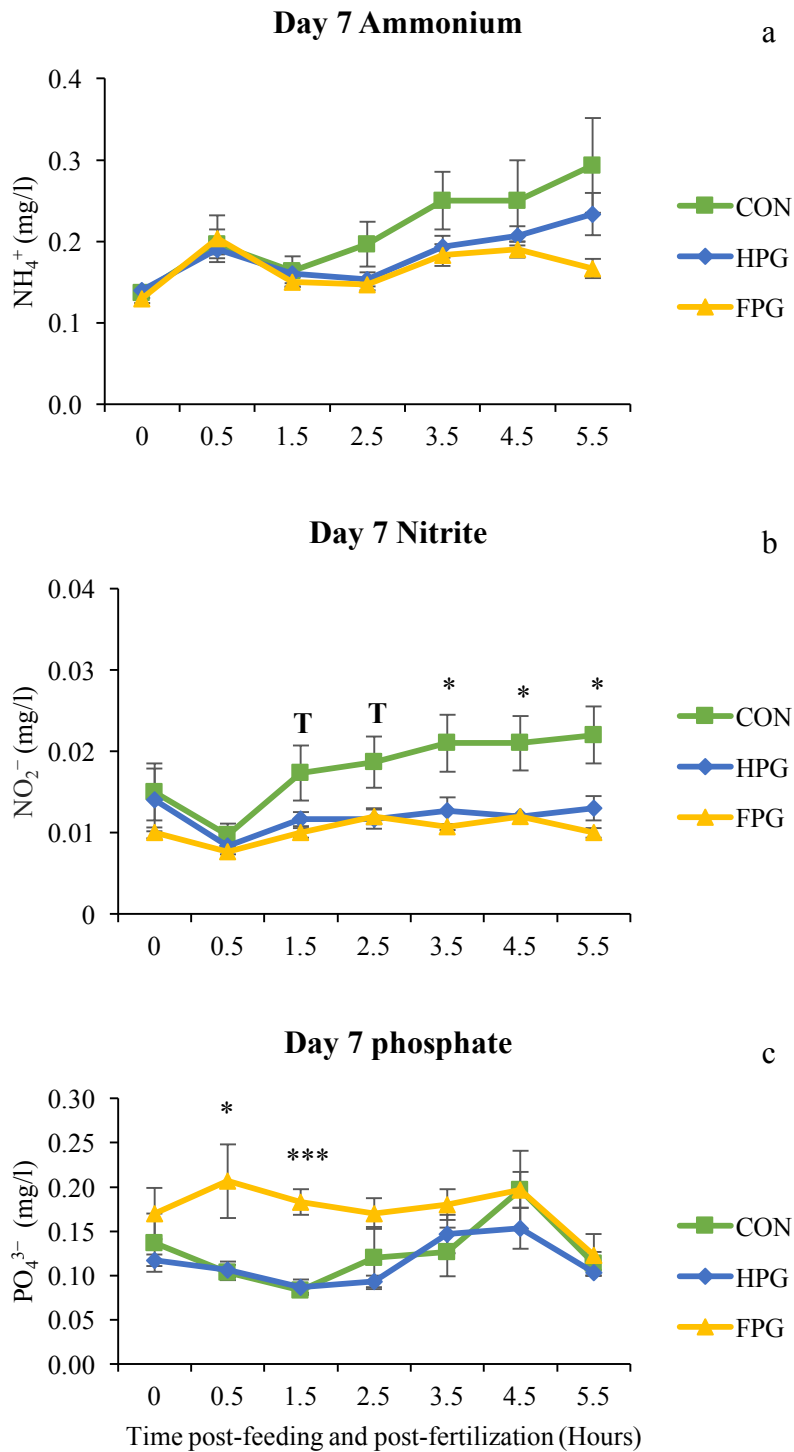 Day 7 Ammonium
a
0.4
0.3
0.2
0.1
0.0
NH₄⁺ (mg/l)
0 0.5 1.5 2.5 3.5 4.5 5.5
CON
HPG
FPG
Day 7 Nitrite
b
0.04
0.03
0.02
0.01
0
NO₂⁻ (mg/l)
T T * * *
0 0.5 1.5 2.5 3.5 4.5 5.5
CON
HPG
FPG
Day 7 phosphate
c
0.30
0.25
0.20
0.15
0.10
0.05
0.00
PO₄³⁻ (mg/l)
* ***
0 0.5 1.5 2.5 3.5 4.5 5.5
CON
HPG
FPG
Time post-feeding and post-fertilization (Hours)